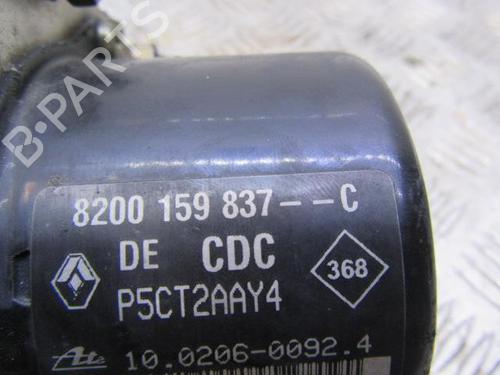 B-PARTS
8200 159 837--C
DE CDC
368
P5CT2AAY4
Ate 10.0206-0092.4